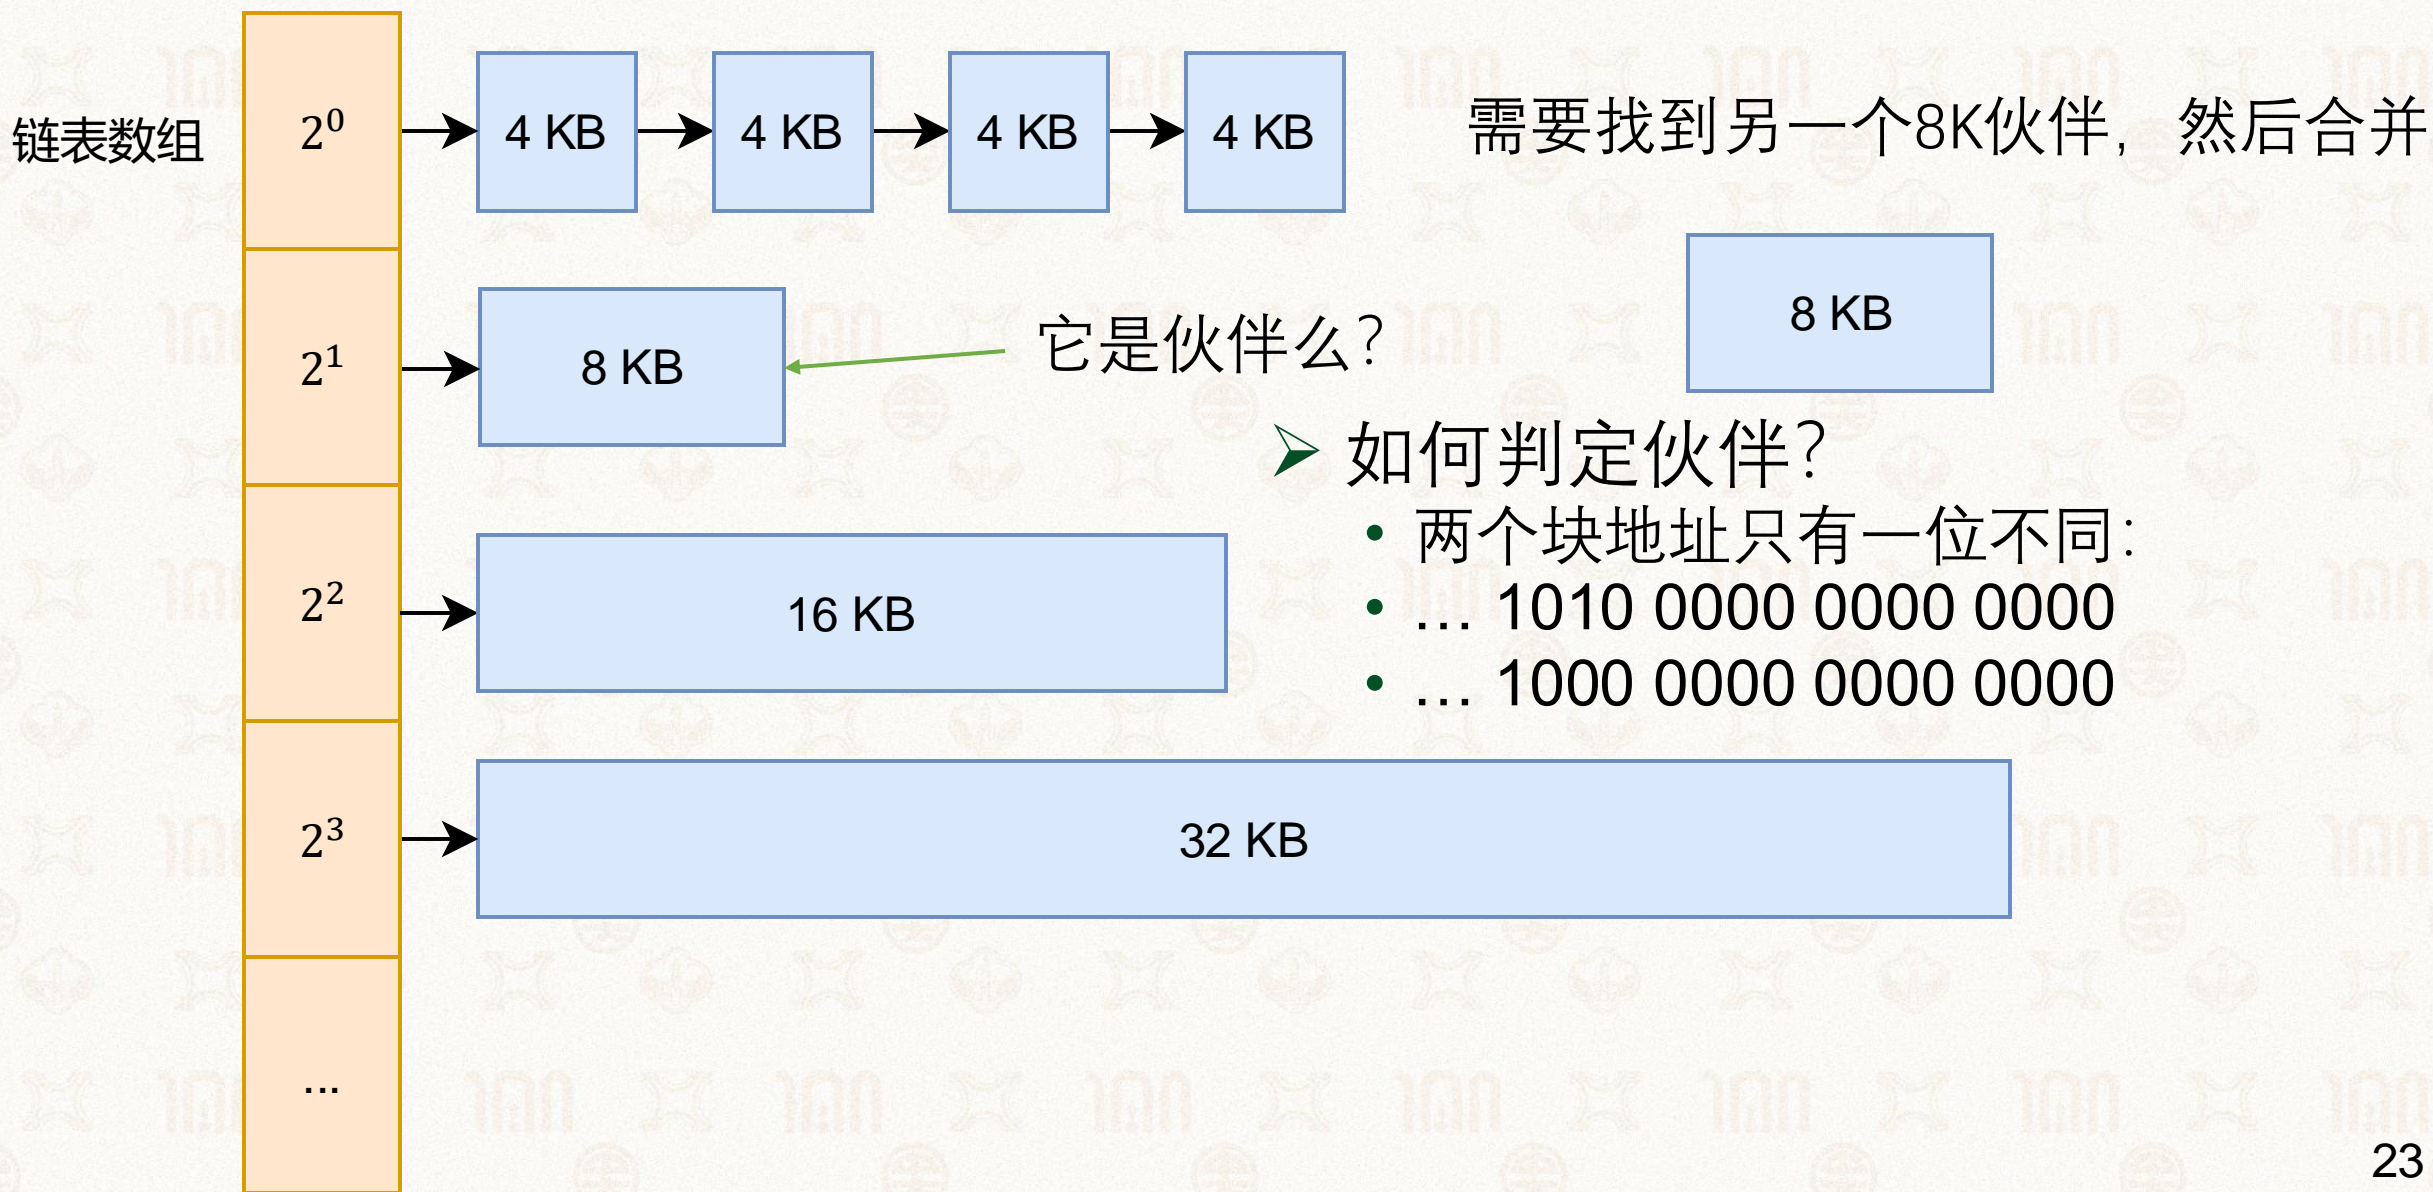 链表数组
2⁰
4 KB
4 KB
4 KB
4 KB
需要找到另一个8K伙伴，然后合并
8 KB
2¹
8 KB
它是伙伴么？
如何判定伙伴？
两个块地址只有一位不同：
... 1010 0000 0000 0000
... 1000 0000 0000 0000
2²
16 KB
2³
32 KB
...
23